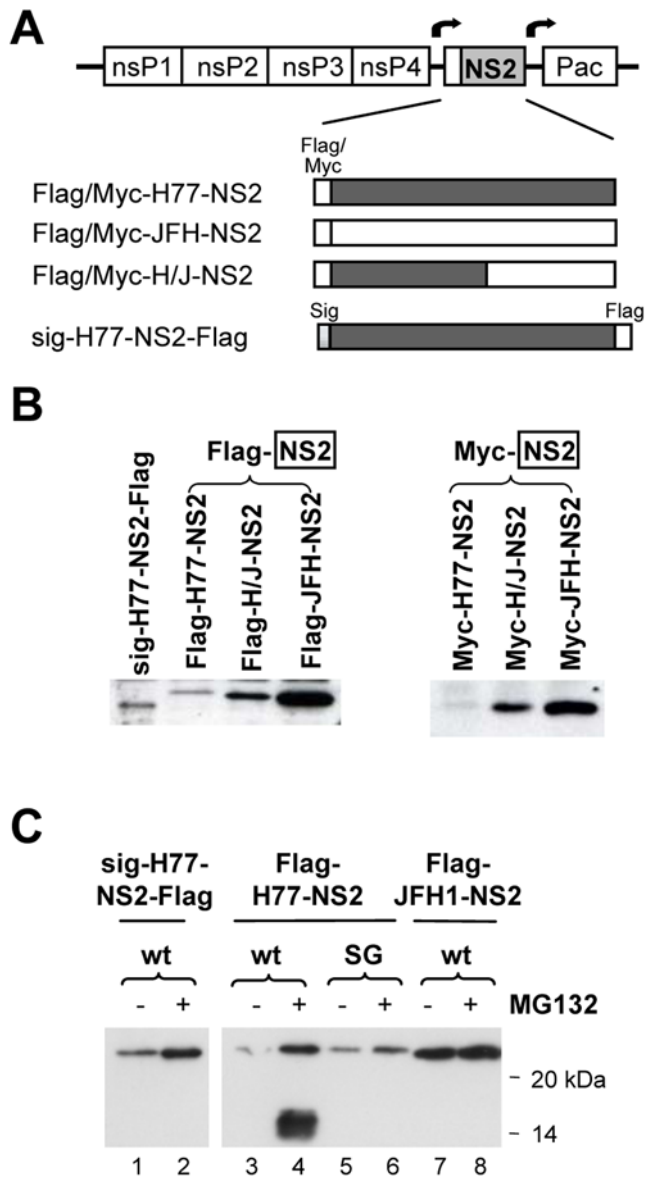 A
nsP1 nsP2 nsP3 nsP4 NS2 Pac
Flag/
Myc
Flag/Myc-H77-NS2
Flag/Myc-JFH-NS2
Flag/Myc-H/J-NS2
Sig Flag
sig-H77-NS2-Flag
B
Flag-NS2
Myc-NS2
sig-H77-NS2-Flag
Flag-H77-NS2
Flag-H/J-NS2
Flag-JFH-NS2
Myc-H77-NS2
Myc-H/J-NS2
Myc-JFH-NS2
C
sig-H77-
NS2-Flag
Flag-
H77-NS2
Flag-
JFH1-NS2
wt wt SG wt
- + - + - + - + MG132
- 20 kDa
- 14
1 2 3 4 5 6 7 8